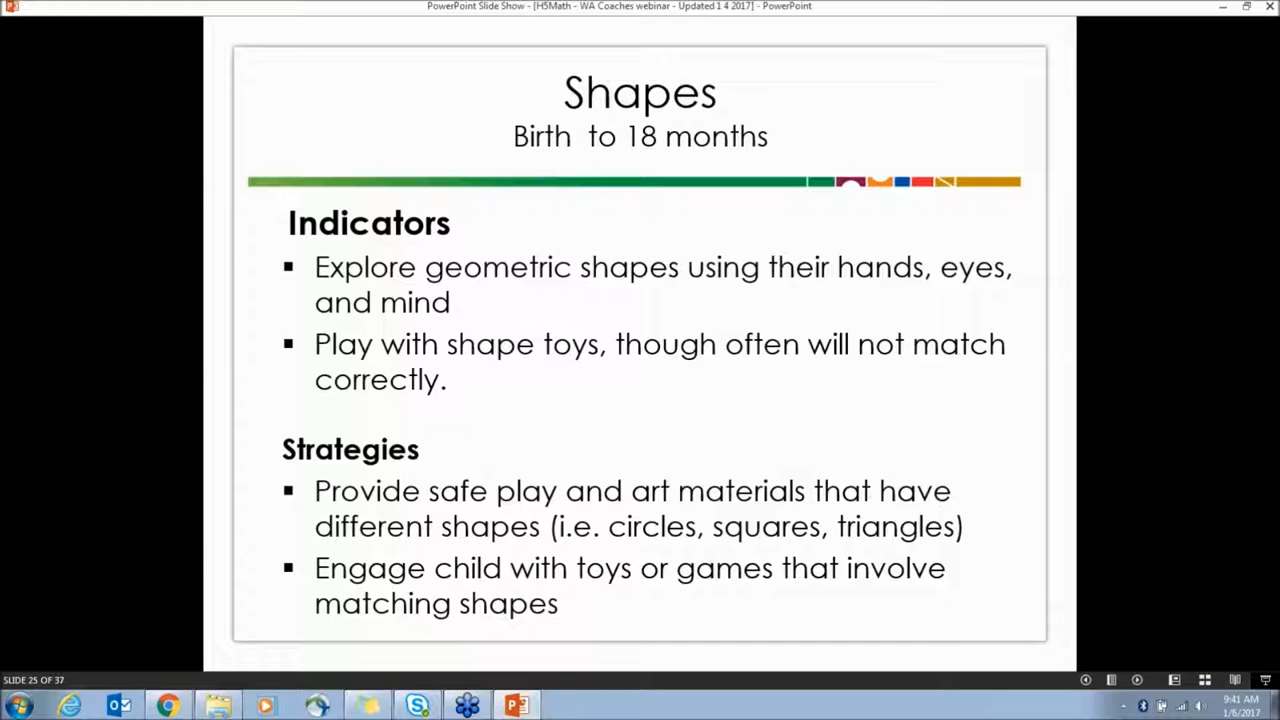 PowerPoint Slide Show - [H5Math - WA Coaches webinar - Updated 1 4 2017] - PowerPoint
Shapes
Birth to 18 months
Indicators
▪ Explore geometric shapes using their hands, eyes,
and mind
▪ Play with shape toys, though often will not match
correctly.
Strategies
▪ Provide safe play and art materials that have
different shapes (i.e. circles, squares, triangles)
▪ Engage child with toys or games that involve
matching shapes
SLIDE 25 OF 37
9:41 AM
1/6/2017